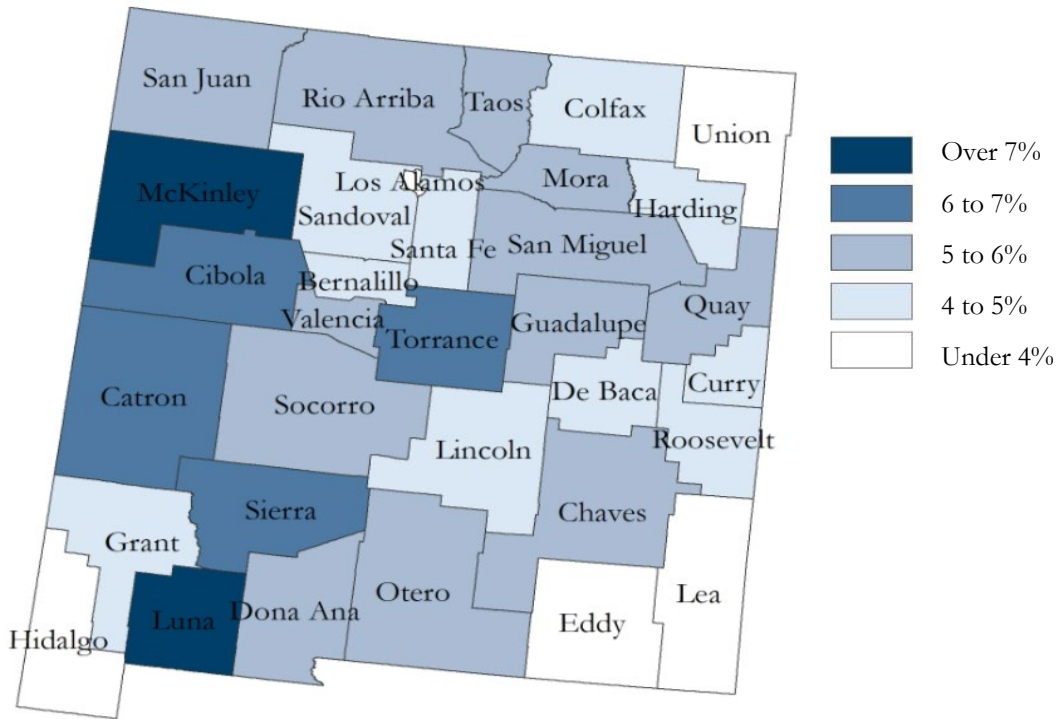 San Juan
Rio Arriba
Taos
Colfax
Union
McKinley
Los Alamos
Mora
Sandoval
Harding
Santa Fe
San Miguel
Cibola
Bernalillo
Valencia
Torrance
Guadalupe
Quay
Catron
Socorro
De Baca
Curry
Lincoln
Roosevelt
Sierra
Chaves
Grant
Luna
Dona Ana
Otero
Eddy
Lea
Hidalgo
Over 7%
6 to 7%
5 to 6%
4 to 5%
Under 4%